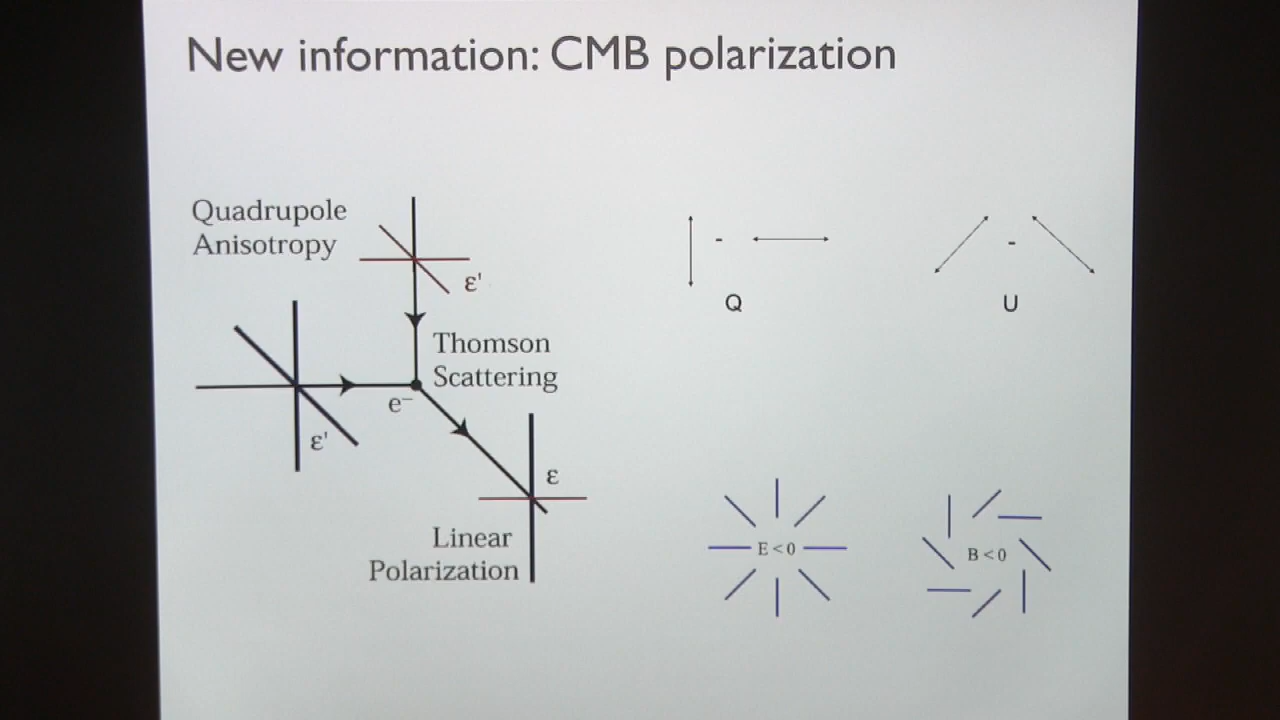 New information: CMB polarization
Quadrupole
Anisotropy
ε'
Thomson
Scattering
e⁻
ε'
ε
Linear
Polarization
-
Q
-
U
E < 0
B < 0